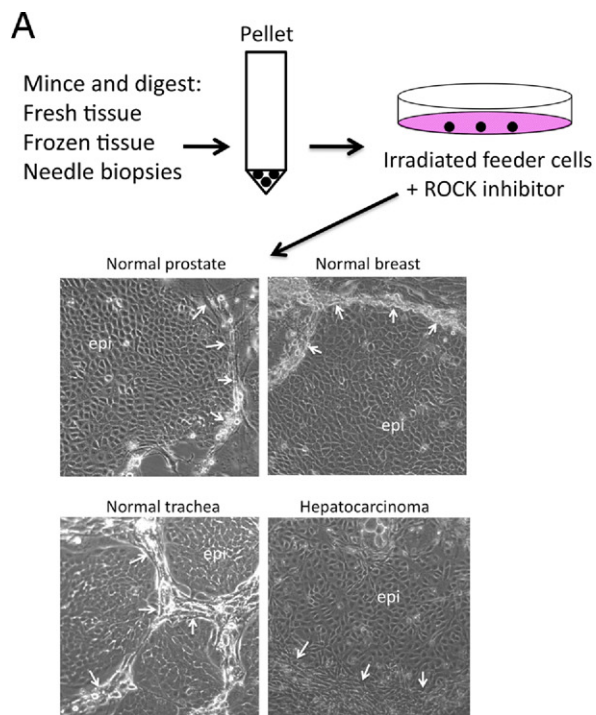 A
Pellet
Mince and digest:
Fresh tissue
Frozen tissue
Needle biopsies
Irradiated feeder cells
+ ROCK inhibitor
Normal prostate
Normal breast
epi
epi
Normal trachea
Hepatocarcinoma
epi
epi